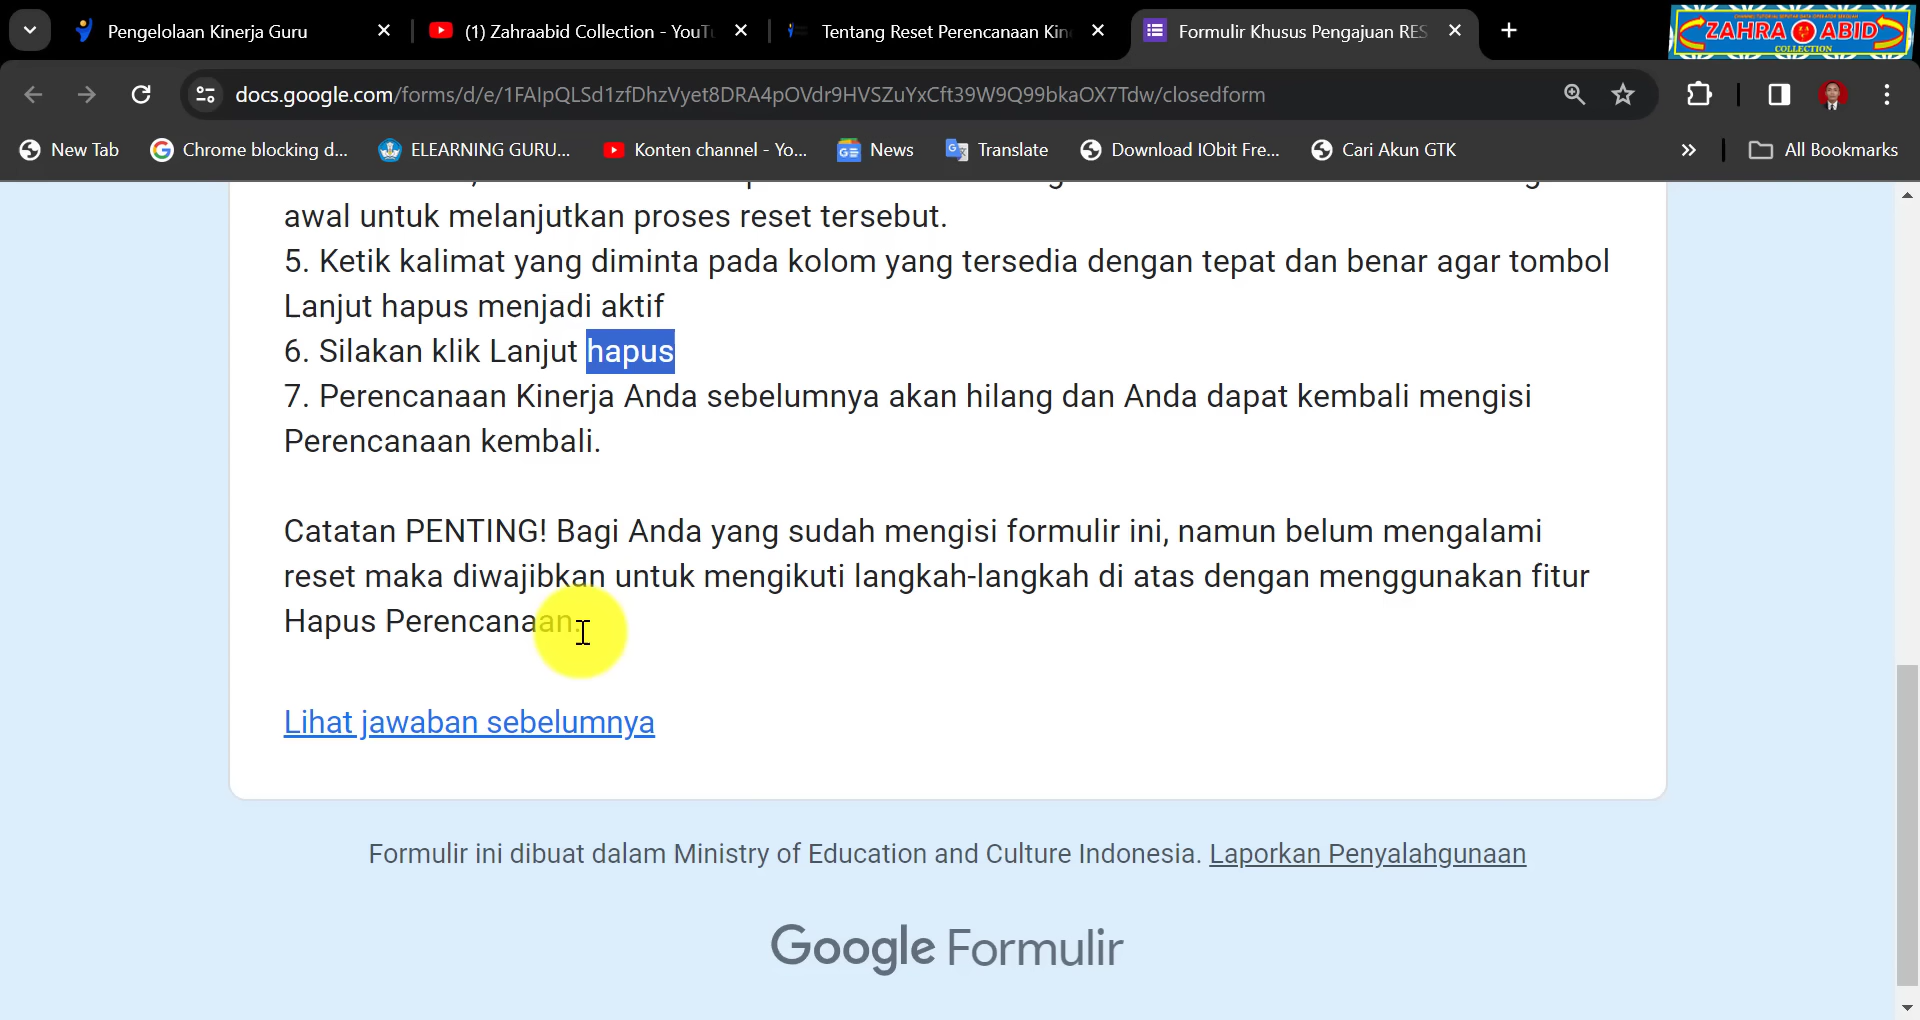 Pengelolaan Kinerja Guru
(1) Zahraabid Collection - YouTu
Tentang Reset Perencanaan Kin
Formulir Khusus Pengajuan RES
ZAHRA ABID
COLLECTION
docs.google.com/forms/d/e/1FAIpQLSd1zfDhzVyet8DRA4pOVdr9HVSZuYxCft39W9Q99bkaOX7Tdw/closedform
New Tab
Chrome blocking d...
ELEARNING GURU...
Konten channel - Yo...
News
Translate
Download IObit Fre...
Cari Akun GTK
All Bookmarks
awal untuk melanjutkan proses reset tersebut.
5. Ketik kalimat yang diminta pada kolom yang tersedia dengan tepat dan benar agar tombol
Lanjut hapus menjadi aktif
6. Silakan klik Lanjut hapus
7. Perencanaan Kinerja Anda sebelumnya akan hilang dan Anda dapat kembali mengisi
Perencanaan kembali.
Catatan PENTING! Bagi Anda yang sudah mengisi formulir ini, namun belum mengalami
reset maka diwajibkan untuk mengikuti langkah-langkah di atas dengan menggunakan fitur
Hapus Perencanaan.
Lihat jawaban sebelumnya
Formulir ini dibuat dalam Ministry of Education and Culture Indonesia. Laporkan Penyalahgunaan
Google Formulir